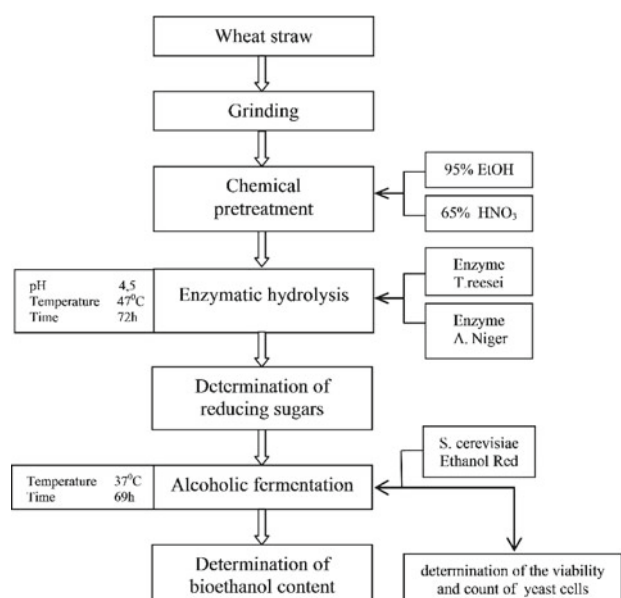 Wheat straw
Grinding
Chemical
pretreatment
95% EtOH
65% HNO₃
pH 4,5
Temperature 47⁰C
Time 72h
Enzymatic hydrolysis
Enzyme
T.reesei
Enzyme
A. Niger
Determination of
reducing sugars
S. cerevisiae
Ethanol Red
Temperature 37⁰C
Time 69h
Alcoholic fermentation
Determination of
bioethanol content
determination of the viability
and count of yeast cells